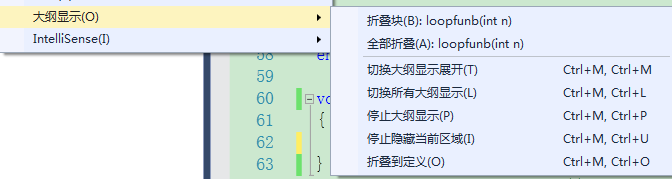 大纲显示(O)
IntelliSense(I)
折叠块(B): loopfunb(int n)
全部折叠(A): loopfunb(int n)
切换大纲显示展开(T) Ctrl+M, Ctrl+M
切换所有大纲显示(L) Ctrl+M, Ctrl+L
停止大纲显示(P) Ctrl+M, Ctrl+P
停止隐藏当前区域(I) Ctrl+M, Ctrl+U
折叠到定义(O) Ctrl+M, Ctrl+O
58
59
60 vo
61 {
62
63 }